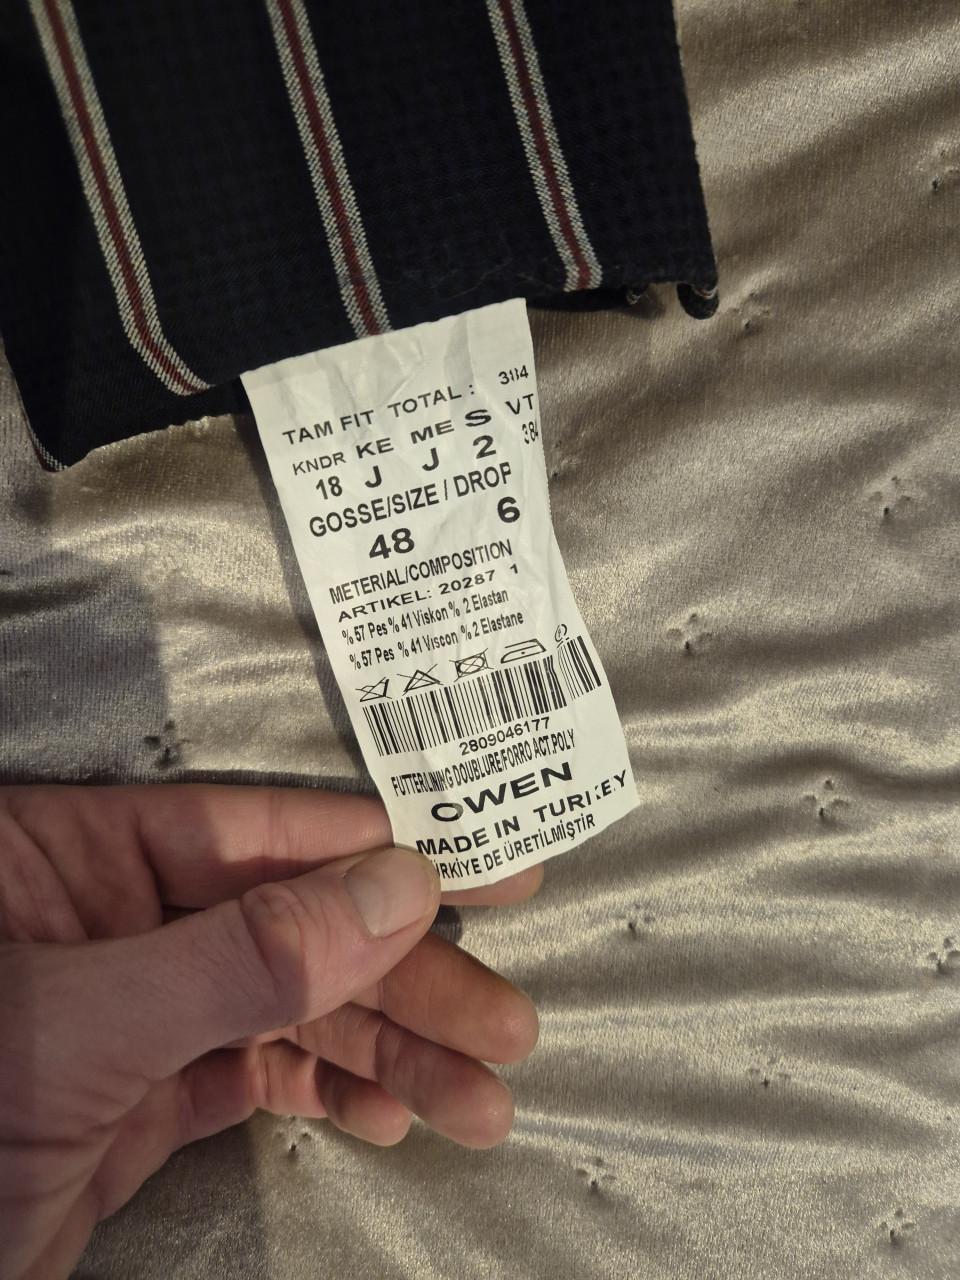 TAM FIT TOTAL : 384
KNDR KE ME S VT
18 J J 2 384
GOSSE/SIZE / DROP
48 6
METERIAL/COMPOSITION
ARTIKEL: 20287 1
% 57 Pes % 41 Viskon % 2 Elastan
% 57 Pes % 41 Viscon % 2 Elastane
P
2809046177
FUTTER/LINING DOUBLURE/FORRO ACT.POLY
OWEN
MADE IN TURKEY
ÜRKİYE DE ÜRETİLMİŞTİR